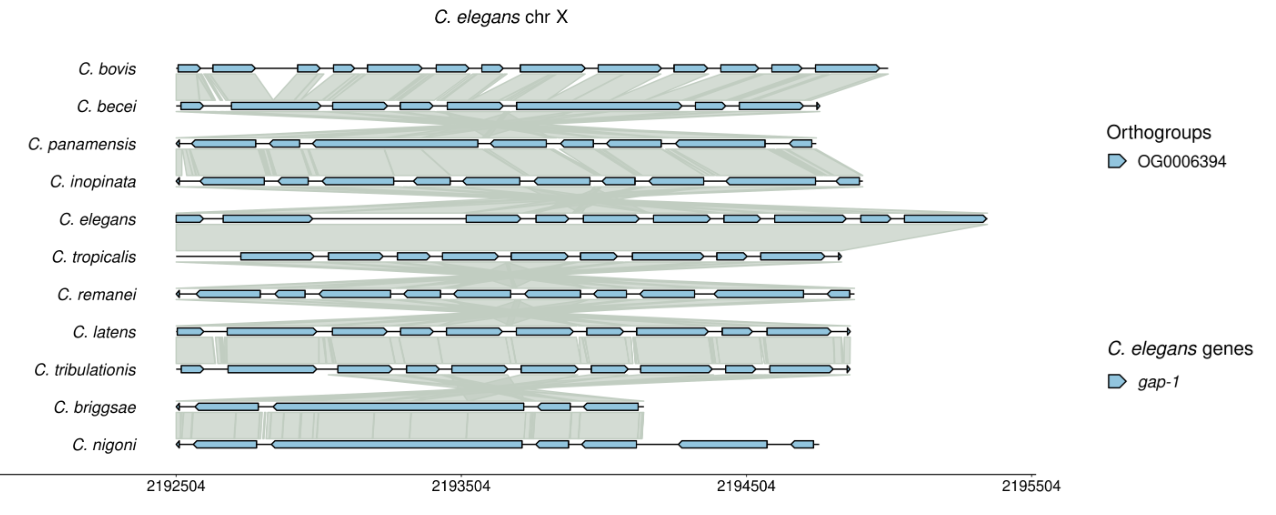 C. elegans chr X
C. bovis
C. becei
C. panamensis
C. inopinata
C. elegans
C. tropicalis
C. remanei
C. latens
C. tribulationis
C. briggsae
C. nigoni
Orthogroups
OG0006394
C. elegans genes
gap-1
2192504 2193504 2194504 2195504